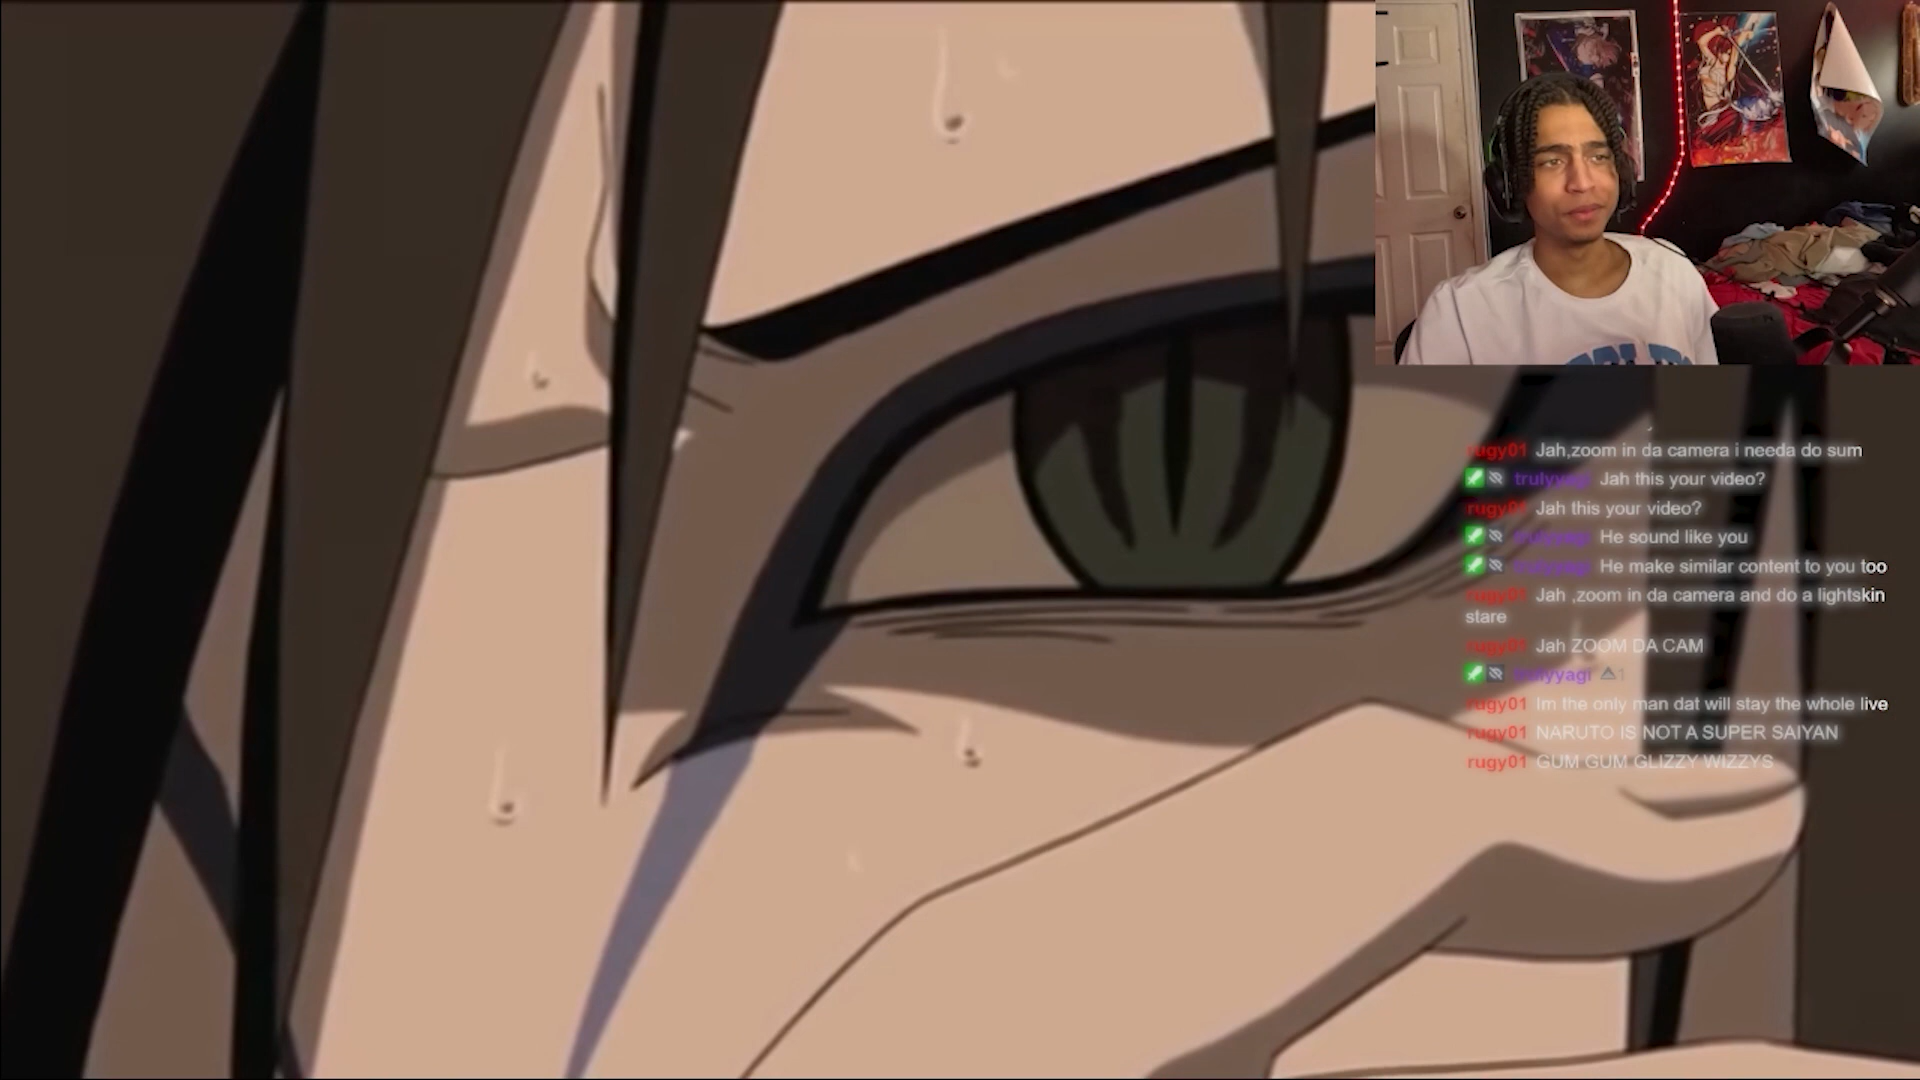 rugy01 Jah,zoom in da camera i needa do sum
trulyyagi Jah this your video?
rugy01 Jah this your video?
trulyyagi He sound like you
trulyyagi He make similar content to you too
rugy01 Jah ,zoom in da camera and do a lightskin
stare
rugy01 Jah ZOOM DA CAM
trulyyagi 1
rugy01 Im the only man dat will stay the whole live
rugy01 NARUTO IS NOT A SUPER SAIYAN
rugy01 GUM GUM GLIZZY WIZZYS